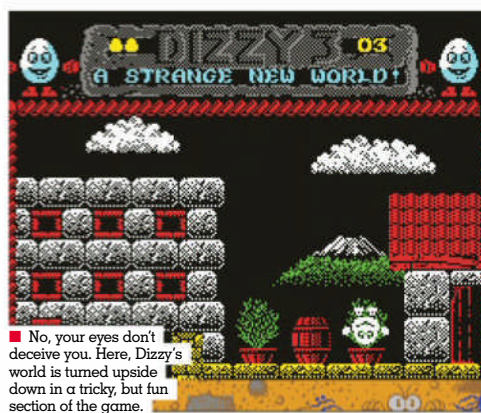 DIZZY 3 03
A STRANGE NEW WORLD!
No, your eyes don't
deceive you. Here, Dizzy's
world is turned upside
down in a tricky, but fun
section of the game.